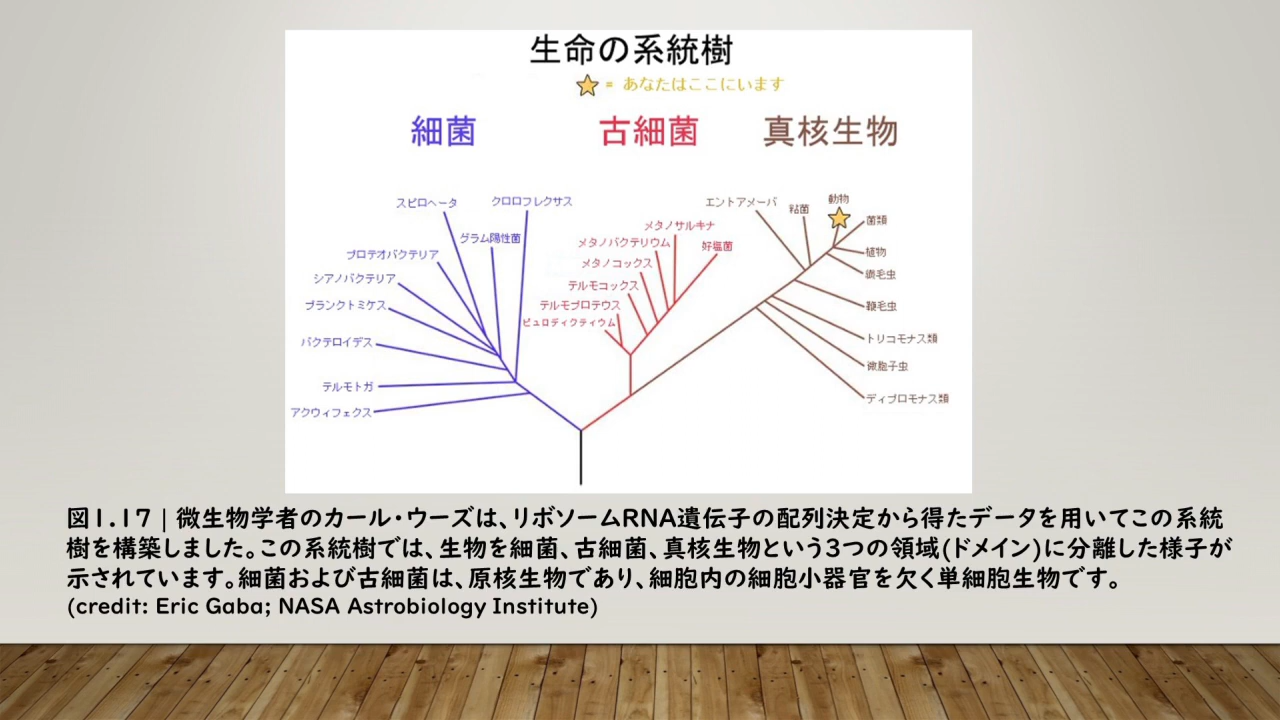 生命の系統樹
= あなたはここにいます
細菌
古細菌
真核生物
スピロヘータ
クロロフレクサス
グラム陽性菌
プロテオバクテリア
シアノバクテリア
プランクトミケス
バクテロイデス
テルモトガ
アクウィフェクス
メタノサルキナ
メタノバクテリウム
好塩菌
メタノコックス
テルモコックス
テルモプロテウス
ピュロディクティウム
エントアメーバ
粘菌
動物
菌類
植物
繊毛虫
鞭毛虫
トリコモナス類
微胞子虫
ディプロモナス類
図1.17 | 微生物学者のカール・ウーズは、リボソームRNA遺伝子の配列決定から得たデータを用いてこの系統
樹を構築しました。この系統樹では、生物を細菌、古細菌、真核生物という3つの領域(ドメイン)に分離した様子が
示されています。細菌および古細菌は、原核生物であり、細胞内の細胞小器官を欠く単細胞生物です。
(credit: Eric Gaba; NASA Astrobiology Institute)